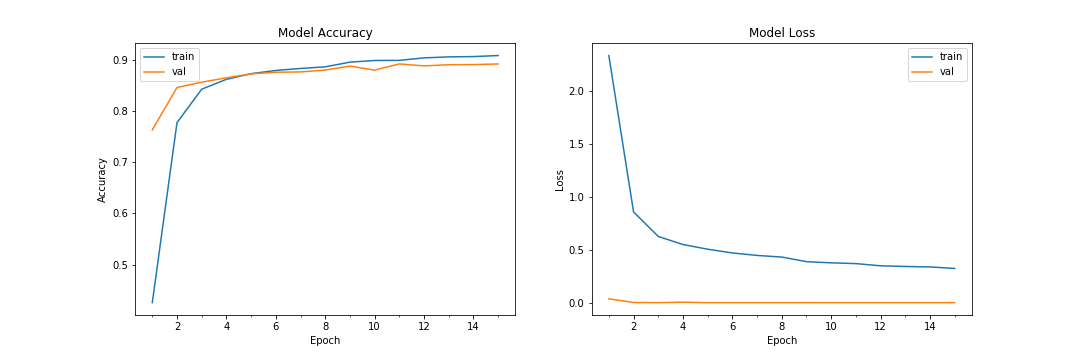 Model Accuracy
train
val
0.9
0.8
0.7
0.6
0.5
Accuracy
2 4 6 8 10 12 14
Epoch
Model Loss
train
val
2.0
1.5
1.0
0.5
0.0
Loss
2 4 6 8 10 12 14
Epoch